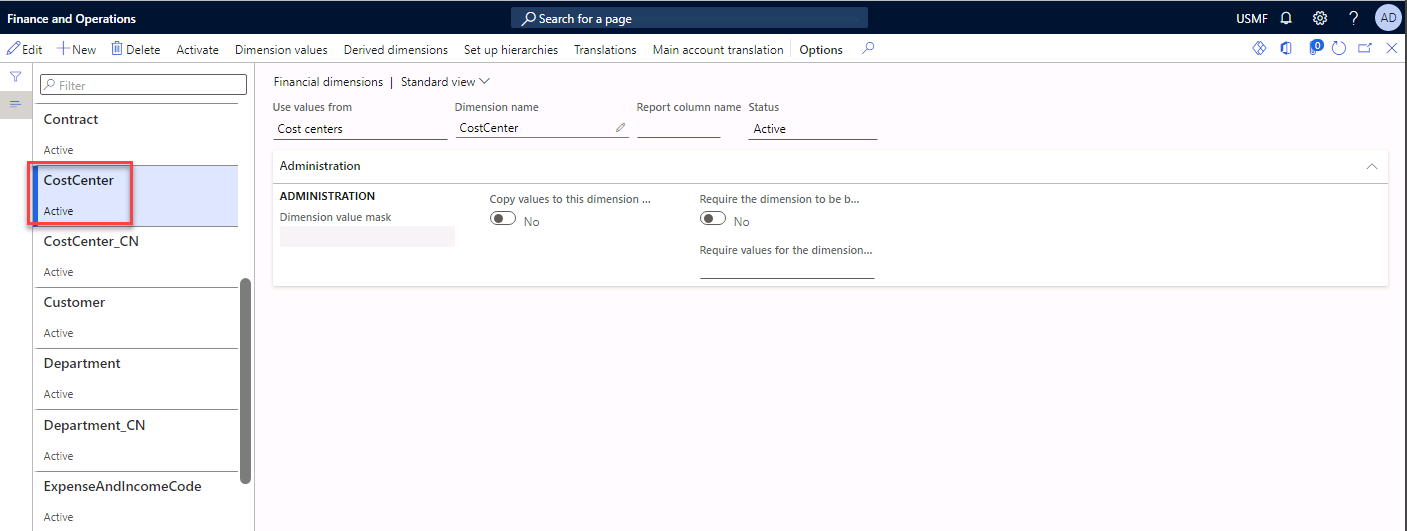 Finance and Operations
Search for a page
USMF
AD
Edit
New
Delete
Activate
Dimension values
Derived dimensions
Set up hierarchies
Translations
Main account translation
Options
0
Filter
Contract
Active
CostCenter
Active
CostCenter_CN
Active
Customer
Active
Department
Active
Department_CN
Active
ExpenseAndIncomeCode
Active
Financial dimensions | Standard view
Use values from
Cost centers
Dimension name
CostCenter
Report column name
Status
Active
Administration
ADMINISTRATION
Dimension value mask
Copy values to this dimension ...
No
Require the dimension to be b...
No
Require values for the dimension...